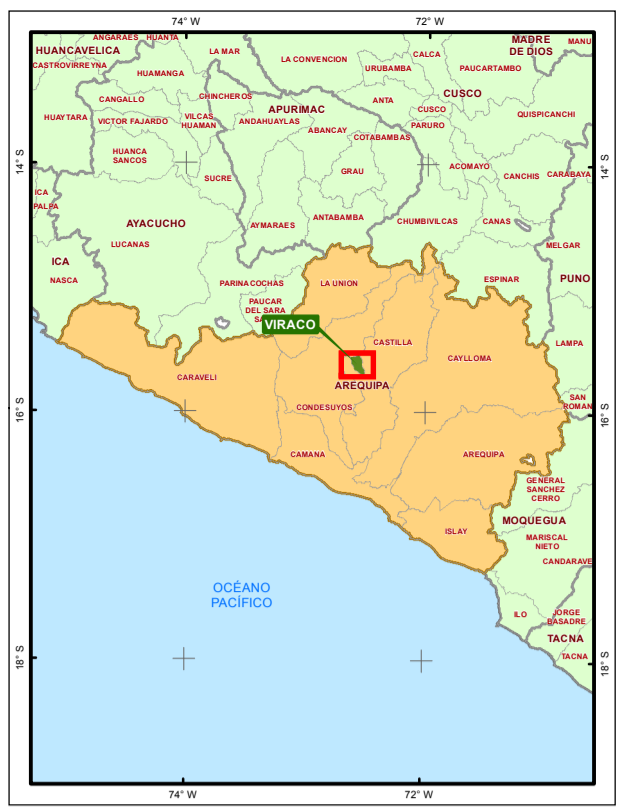 74° W
72° W
ANGARAES
HUANTA
MADRE
DE DIOS
MANU
HUANCAVELICA
LA MAR
LA CONVENCION
CALCA
CASTROVIRREYNA
HUAMANGA
URUBAMBA
PAUCARTAMBO
CUSCO
CANGALLO
CHINCHEROS
APURIMAC
ANTA
CUSCO
QUISPICANCHI
HUAYTARA
VICTOR FAJARDO
VILCAS
HUAMAN
ANDAHUAYLAS
ABANCAY
COTABAMBAS
PARURO
14° S
HUANCA
SANCOS
GRAU
ACOMAYO
CANCHIS
CARABAYA
14° S
SUCRE
ICA
PALPA
AYACUCHO
AYMARAES
ANTABAMBA
CHUMBIVILCAS
CANAS
LUCANAS
MELGAR
ICA
NASCA
PARINACOCHAS
LA UNION
ESPINAR
PUNO
PAUCAR
DEL SARA
VIRACO
CASTILLA
LAMPA
CAYLLOMA
CARAVELI
AREQUIPA
SAN
ROMAN
16° S
CONDESUYOS
16° S
CAMANA
AREQUIPA
GENERAL
SANCHEZ
CERRO
MOQUEGUA
ISLAY
MARISCAL
NIETO
CANDARAVE
OCÉANO
PACÍFICO
ILO
JORGE
BASADRE
TACNA
TACNA
18° S
18° S
74° W
72° W